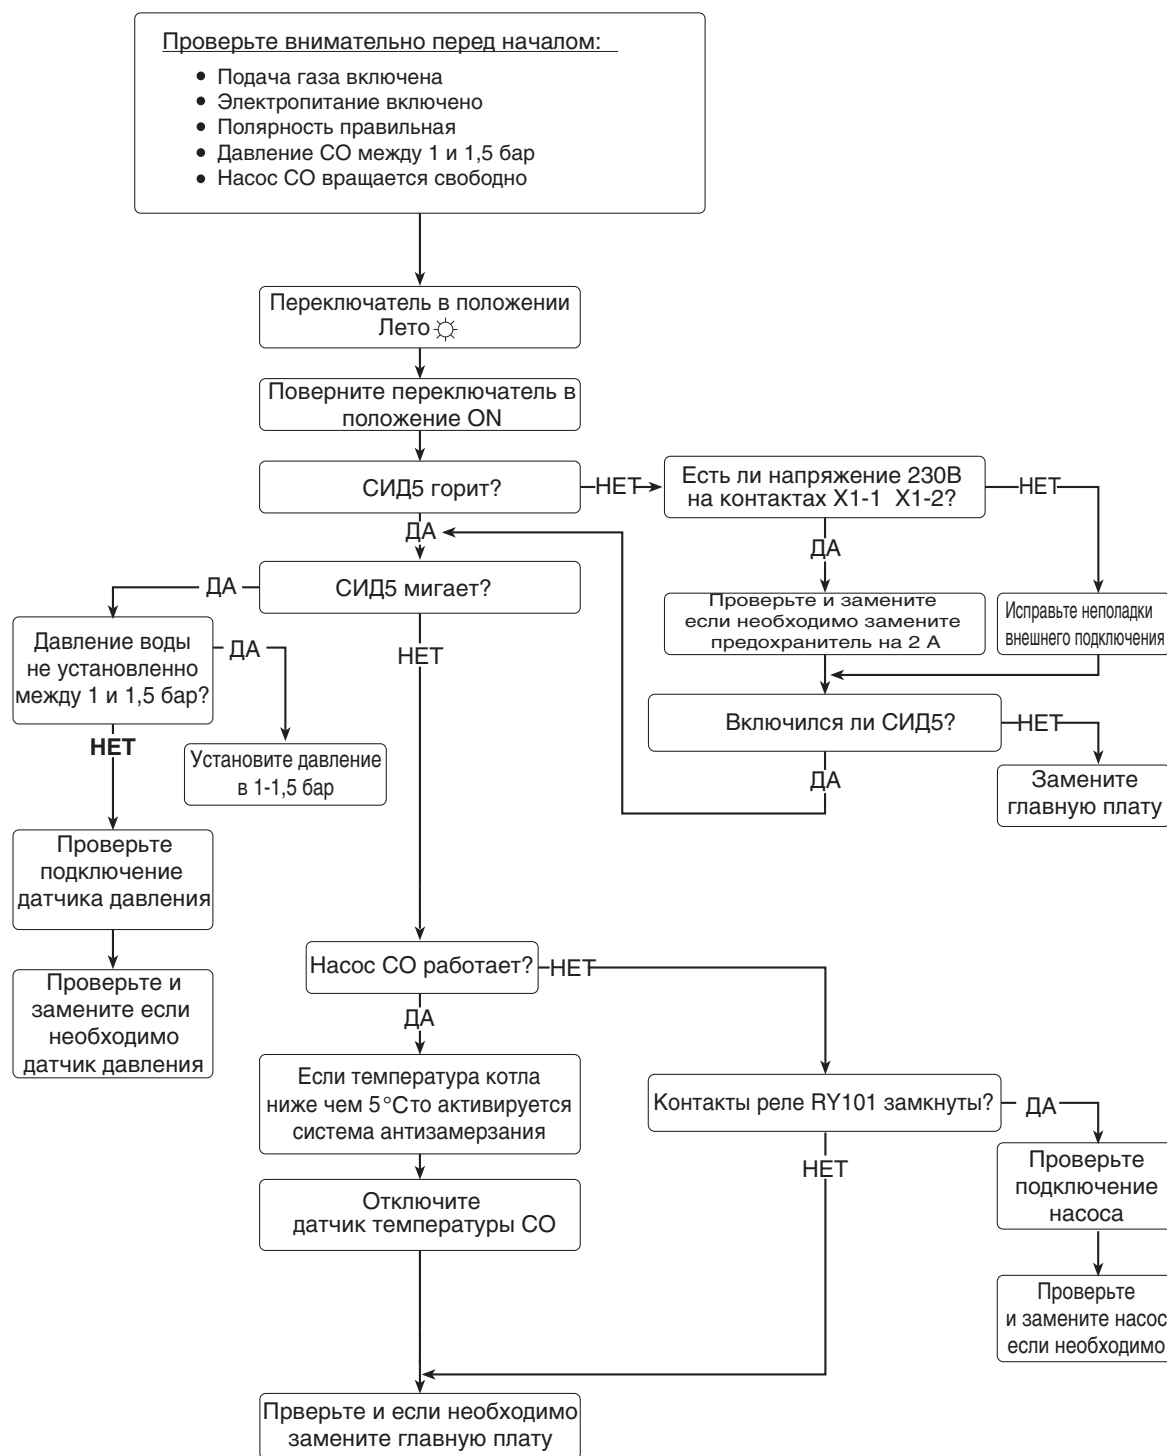 Проверьте внимательно перед началом:
• Подача газа включена
• Электропитание включено
• Полярность правильная
• Давление СО между 1 и 1,5 бар
• Насос СО вращается свободно
Переключатель в положении
Лето
Поверните переключатель в
положение ON
СИД5 горит?
НЕТ
Есть ли напряжение 230В
на контактах X1-1 X1-2?
НЕТ
ДА
ДА
СИД5 мигает?
ДА
Проверьте и замените
если необходимо замените
предохранитель на 2 А
Исправьте неполадки
внешнего подключения
Давление воды
не установленно
между 1 и 1,5 бар?
ДА
НЕТ
НЕТ
Установите давление
в 1-1,5 бар
Включился ли СИД5?
НЕТ
ДА
Замените
главную плату
Проверьте
подключение
датчика давления
Проверьте и
замените если
необходимо
датчик давления
Насос СО работает?
НЕТ
ДА
Если температура котла
ниже чем 5°Cто активируется
система антизамерзания
Контакты реле RY101 замкнуты?
ДА
НЕТ
Отключите
датчик температуры СО
Проверьте
подключение
насоса
Проверьте
и замените насос
если необходимо
Прверьте и если необходимо
замените главную плату